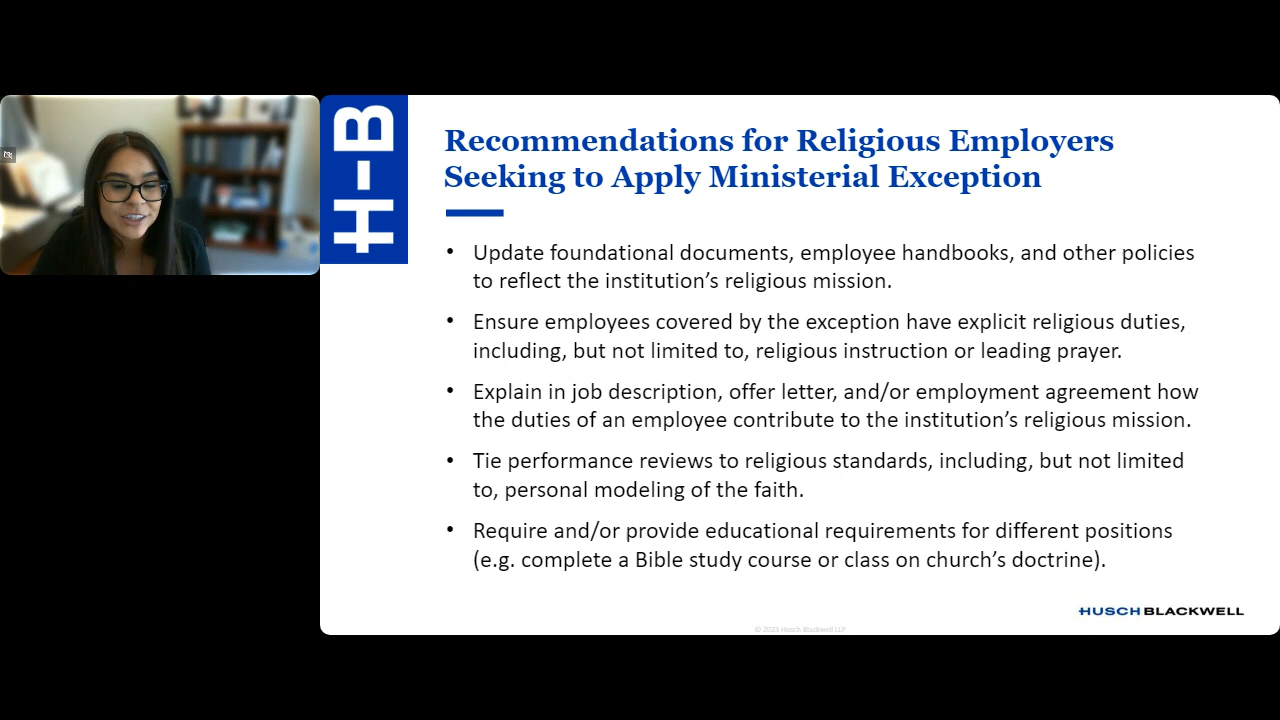 H-B
Recommendations for Religious Employers
Seeking to Apply Ministerial Exception
• Update foundational documents, employee handbooks, and other policies
to reflect the institution’s religious mission.
• Ensure employees covered by the exception have explicit religious duties,
including, but not limited to, religious instruction or leading prayer.
• Explain in job description, offer letter, and/or employment agreement how
the duties of an employee contribute to the institution’s religious mission.
• Tie performance reviews to religious standards, including, but not limited
to, personal modeling of the faith.
• Require and/or provide educational requirements for different positions
(e.g. complete a Bible study course or class on church’s doctrine).
HUSCH BLACKWELL
© 2023 Husch Blackwell LLP